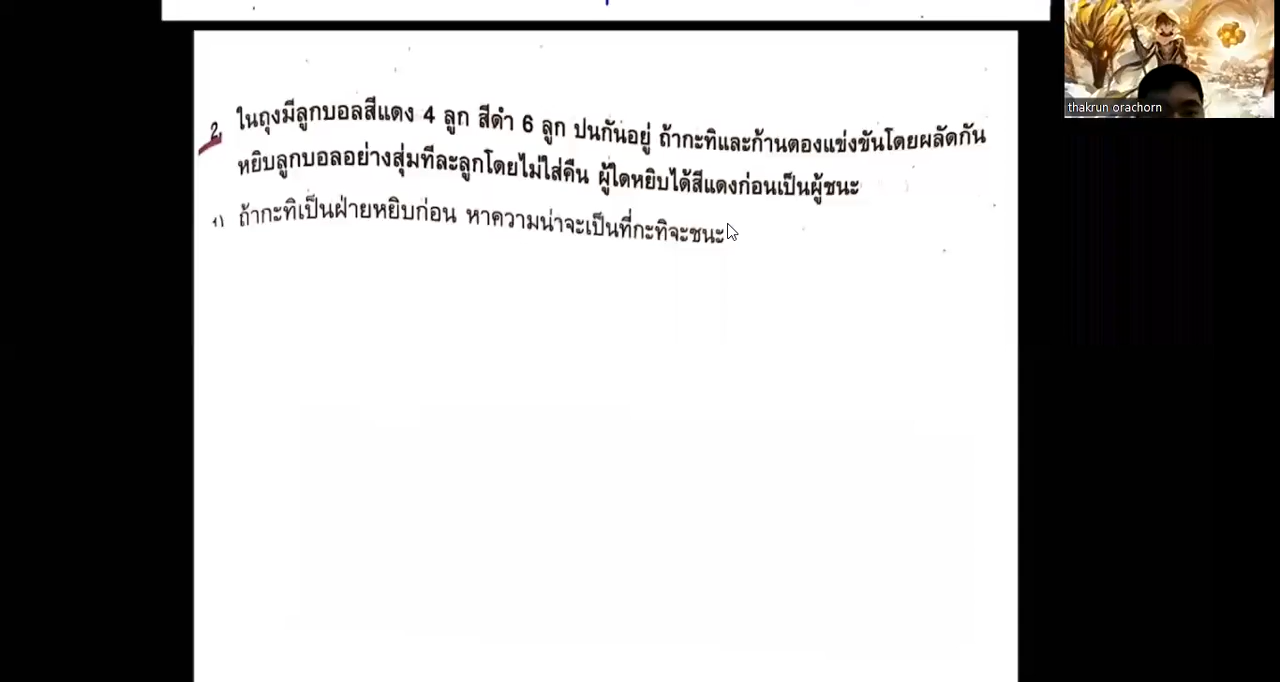 thakrun orachorn
2. ในถุงมีลูกบอลสีแดง 4 ลูก สีดำ 6 ลูก ปนกันอยู่ ถ้ากะทิและก้านตองแข่งขันโดยผลัดกัน
หยิบลูกบอลอย่างสุ่มทีละลูกโดยไม่ใส่คืน ผู้ใดหยิบได้สีแดงก่อนเป็นผู้ชนะ
1) ถ้ากะทิเป็นฝ่ายหยิบก่อน หาความน่าจะเป็นที่กะทิจะชนะ